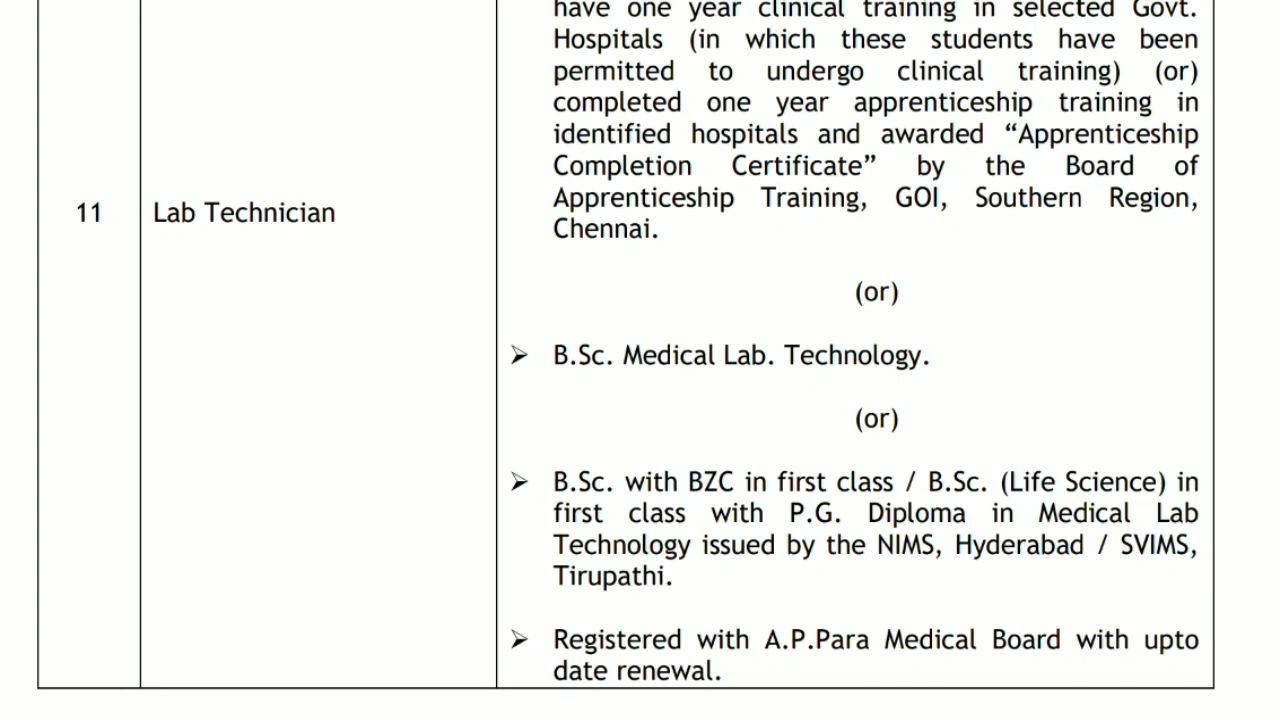 have one year clinical training in selected Govt.
Hospitals (in which these students have been
permitted to undergo clinical training) (or)
completed one year apprenticeship training in
identified hospitals and awarded “Apprenticeship
Completion Certificate” by the Board of
Apprenticeship Training, GOI, Southern Region,
Chennai.
11 Lab Technician
(or)
➢ B.Sc. Medical Lab. Technology.
(or)
➢ B.Sc. with BZC in first class / B.Sc. (Life Science) in
first class with P.G. Diploma in Medical Lab
Technology issued by the NIMS, Hyderabad / SVIMS,
Tirupathi.
➢ Registered with A.P.Para Medical Board with upto
date renewal.